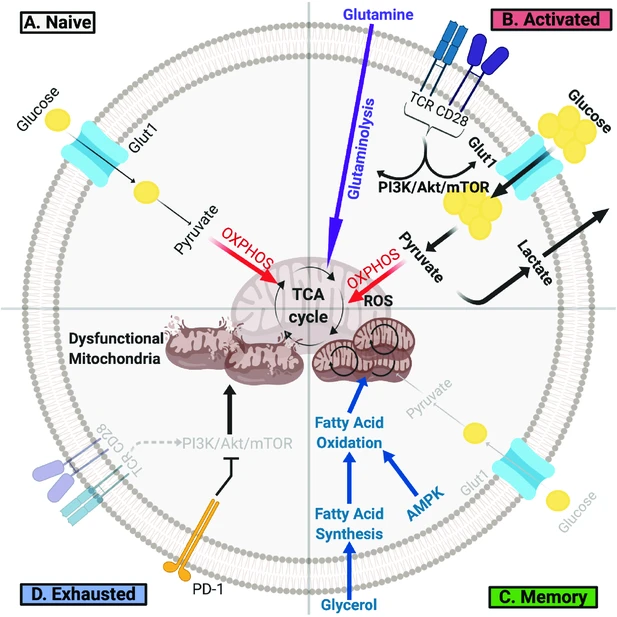 A. Naive
Glucose
Glut1
Pyruvate
OXPHOS
B. Activated
Glutamine
Glutaminolysis
TCR CD28
PI3K/Akt/mTOR
Glut1
Glucose
Pyruvate
Lactate
OXPHOS
ROS
TCA
cycle
Dysfunctional
Mitochondria
TCR CD28
PI3K/Akt/mTOR
PD-1
D. Exhausted
Fatty Acid
Oxidation
Fatty Acid
Synthesis
AMPK
Glycerol
Pyruvate
Glut1
Glucose
C. Memory